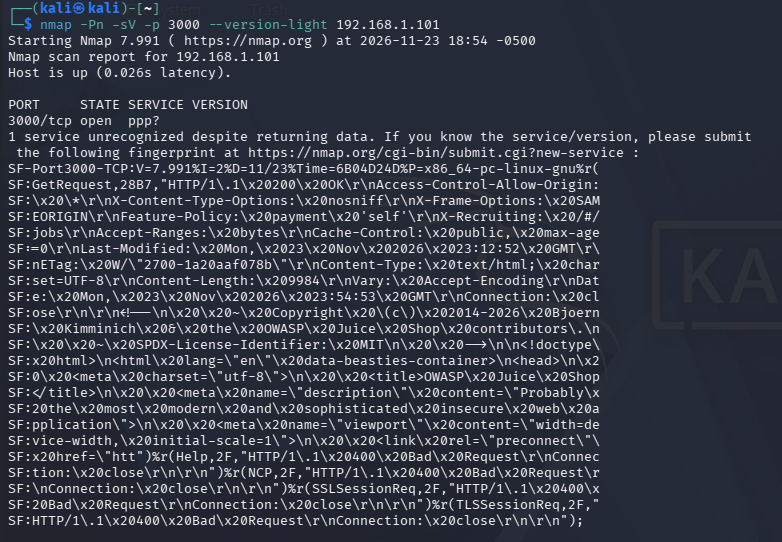 System Trash
┌──(kali㉿kali)-[~]
└─$ nmap -Pn -sV -p 3000 --version-light 192.168.1.101
Starting Nmap 7.991 ( https://nmap.org ) at 2026-11-23 18:54 -0500
Nmap scan report for 192.168.1.101
Host is up (0.026s latency).

PORT     STATE SERVICE VERSION
3000/tcp open  ppp?
1 service unrecognized despite returning data. If you know the service/version, please submit
 the following fingerprint at https://nmap.org/cgi-bin/submit.cgi?new-service :
SF-Port3000-TCP:V=7.991%I=2%D=11/23%Time=6B04D24D%P=x86_64-pc-linux-gnu%r(
SF:GetRequest,28B7,"HTTP/1\.1\x20200\x20OK\r\nAccess-Control-Allow-Origin:
SF:\x20\*\r\nX-Content-Type-Options:\x20nosniff\r\nX-Frame-Options:\x20SAM
SF:EORIGIN\r\nFeature-Policy:\x20payment\x20'self'\r\nX-Recruiting:\x20/#/
SF:jobs\r\nAccept-Ranges:\x20bytes\r\nCache-Control:\x20public,\x20max-age
SF:=0\r\nLast-Modified:\x20Mon,\x2023\x20Nov\x202026\x2023:12:52\x20GMT\r\
SF:nETag:\x20W/\"2700-1a20aaf078b\"\r\nContent-Type:\x20text/html;\x20char
SF:set=UTF-8\r\nContent-Length:\x209984\r\nVary:\x20Accept-Encoding\r\nDat
SF:e:\x20Mon,\x2023\x20Nov\x202026\x2023:54:53\x20GMT\r\nConnection:\x20cl
SF:ose\r\n\r\n<!--\n\x20\x20~\x20Copyright\x20\(c\)\x202014-2026\x20Bjoern
SF:\x20Kimminich\x20&\x20the\x20OWASP\x20Juice\x20Shop\x20contributors\.\n
SF:\x20\x20~\x20SPDX-License-Identifier:\x20MIT\n\x20\x20-->\n\n<!doctype\
SF:x20html>\n<html\x20lang=\"en\"\x20data-beasties-container>\n<head>\n\x2
SF:0\x20<meta\x20charset=\"utf-8\">\n\x20\x20<title>OWASP\x20Juice\x20Shop
SF:</title>\n\x20\x20<meta\x20name=\"description\"\x20content=\"Probably\x
SF:20the\x20most\x20modern\x20and\x20sophisticated\x20insecure\x20web\x20a
SF:pplication\">\n\x20\x20<meta\x20name=\"viewport\"\x20content=\"width=de
SF:vice-width,\x20initial-scale=1\">\n\x20\x20<link\x20rel=\"preconnect\"\
SF:x20href=\"htt")%r(Help,2F,"HTTP/1\.1\x20400\x20Bad\x20Request\r\nConnec
SF:tion:\x20close\r\n\r\n")%r(NCP,2F,"HTTP/1\.1\x20400\x20Bad\x20Request\r
SF:\nConnection:\x20close\r\n\r\n")%r(SSLSessionReq,2F,"HTTP/1\.1\x20400\x
SF:20Bad\x20Request\r\nConnection:\x20close\r\n\r\n")%r(TLSSessionReq,2F,"
SF:HTTP/1\.1\x20400\x20Bad\x20Request\r\nConnection:\x20close\r\n\r\n");
KA